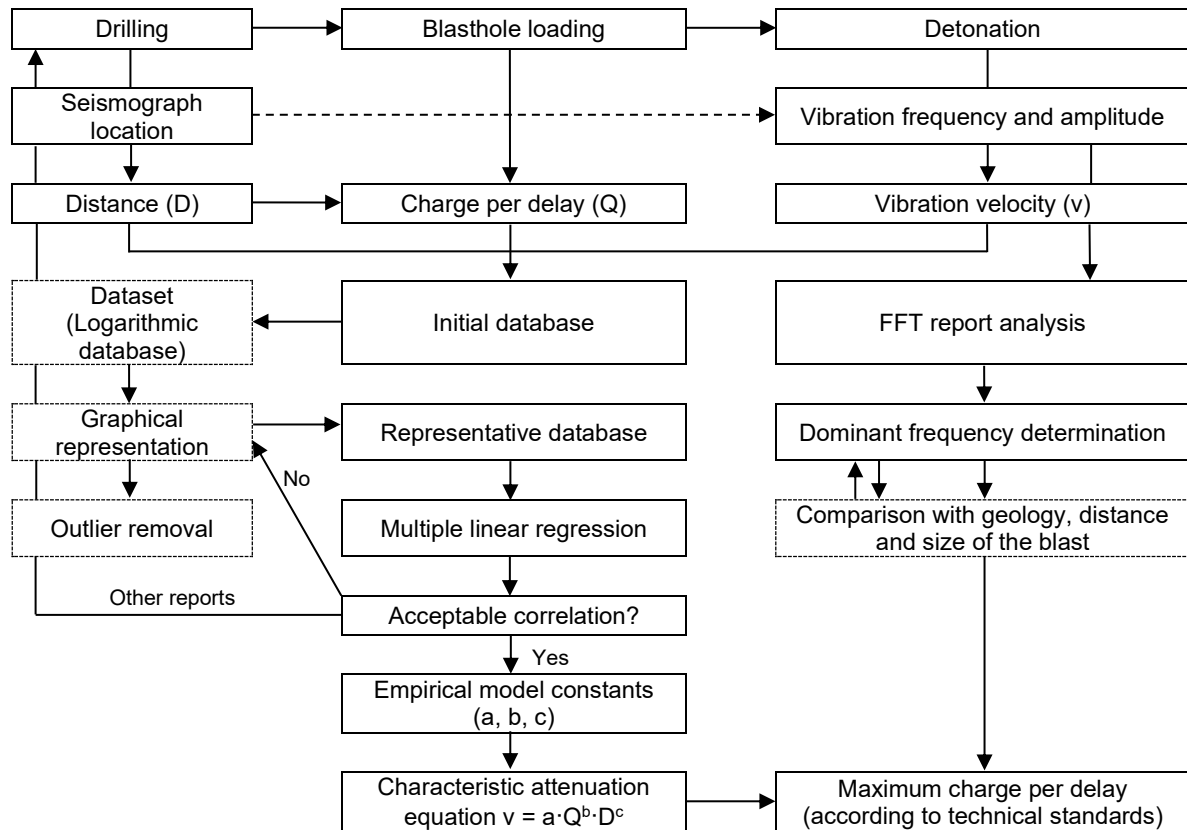 Drilling
Blasthole loading
Detonation
Seismograph
location
Vibration frequency and amplitude
Distance (D)
Charge per delay (Q)
Vibration velocity (v)
Dataset
(Logarithmic
database)
Initial database
FFT report analysis
Graphical
representation
Representative database
Dominant frequency determination
No
Outlier removal
Multiple linear regression
Comparison with geology, distance
and size of the blast
Other reports
Acceptable correlation?
Yes
Empirical model constants
(a, b, c)
Characteristic attenuation
equation v = a·Qᵇ·Dᶜ
Maximum charge per delay
(according to technical standards)